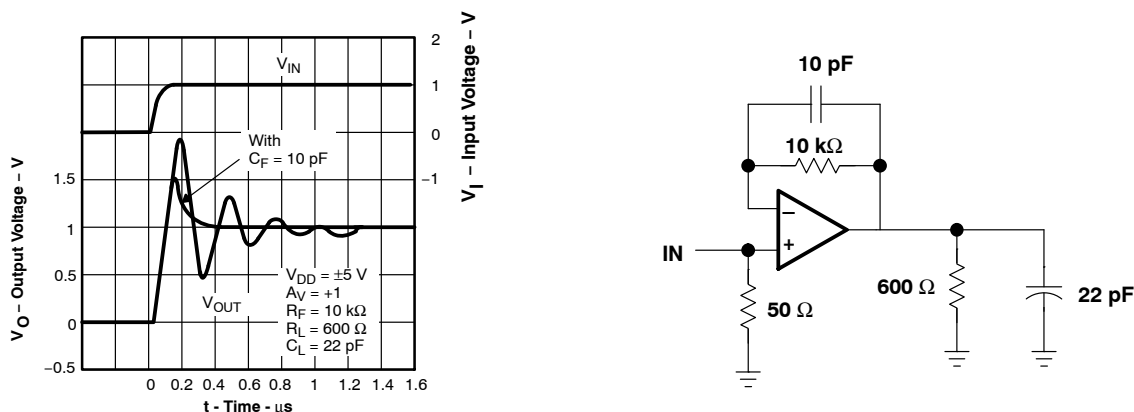 2
V_IN
1
0
With
C_F = 10 pF
1.5
−1
1
0.5
V_DD = ±5 V
A_V = +1
R_F = 10 kΩ
R_L = 600 Ω
C_L = 22 pF
V_OUT
0
−0.5
0 0.2 0.4 0.6 0.8 1 1.2 1.4 1.6
t - Time - μs
V_O – Output Voltage – V
V_I – Input Voltage – V
10 pF
10 kΩ
−
+
IN
50 Ω
600 Ω
22 pF